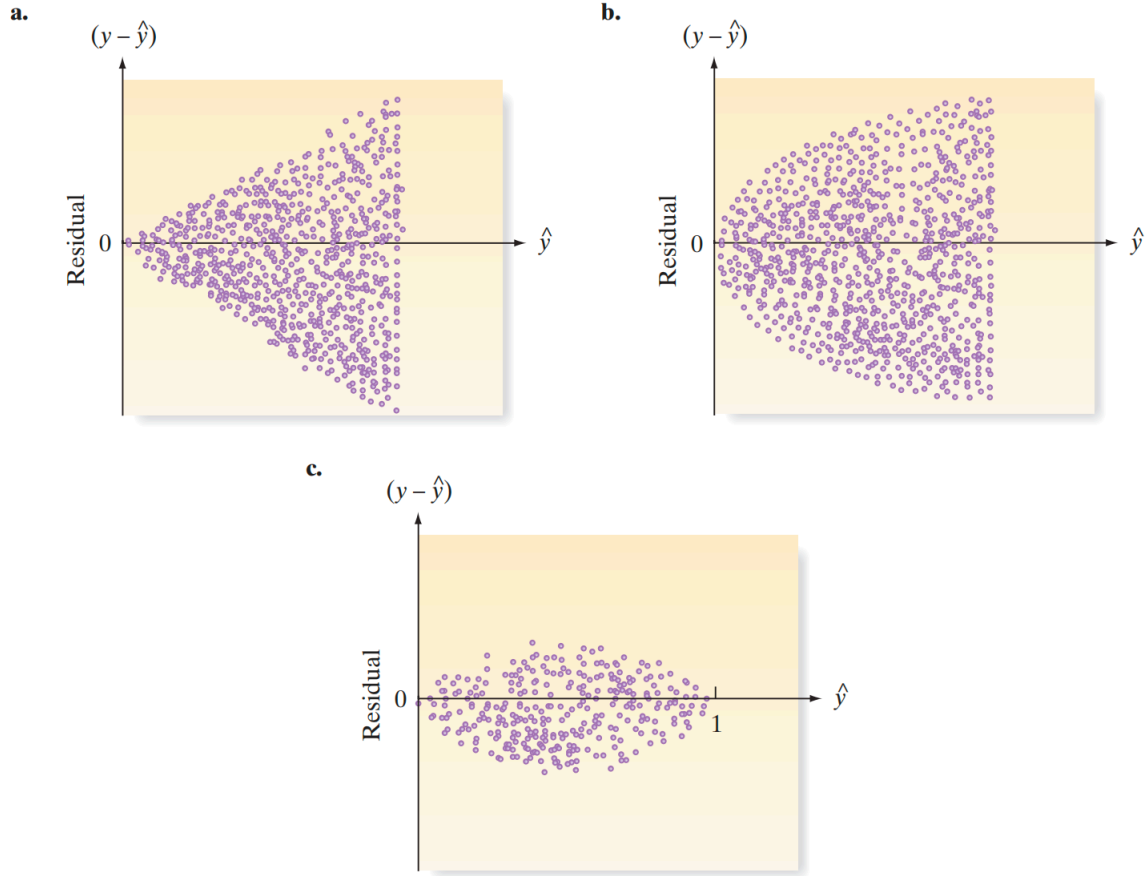 a.
(y – ŷ)
Residual
0
ŷ
b.
(y – ŷ)
Residual
0
ŷ
c.
(y – ŷ)
Residual
0
1
ŷ